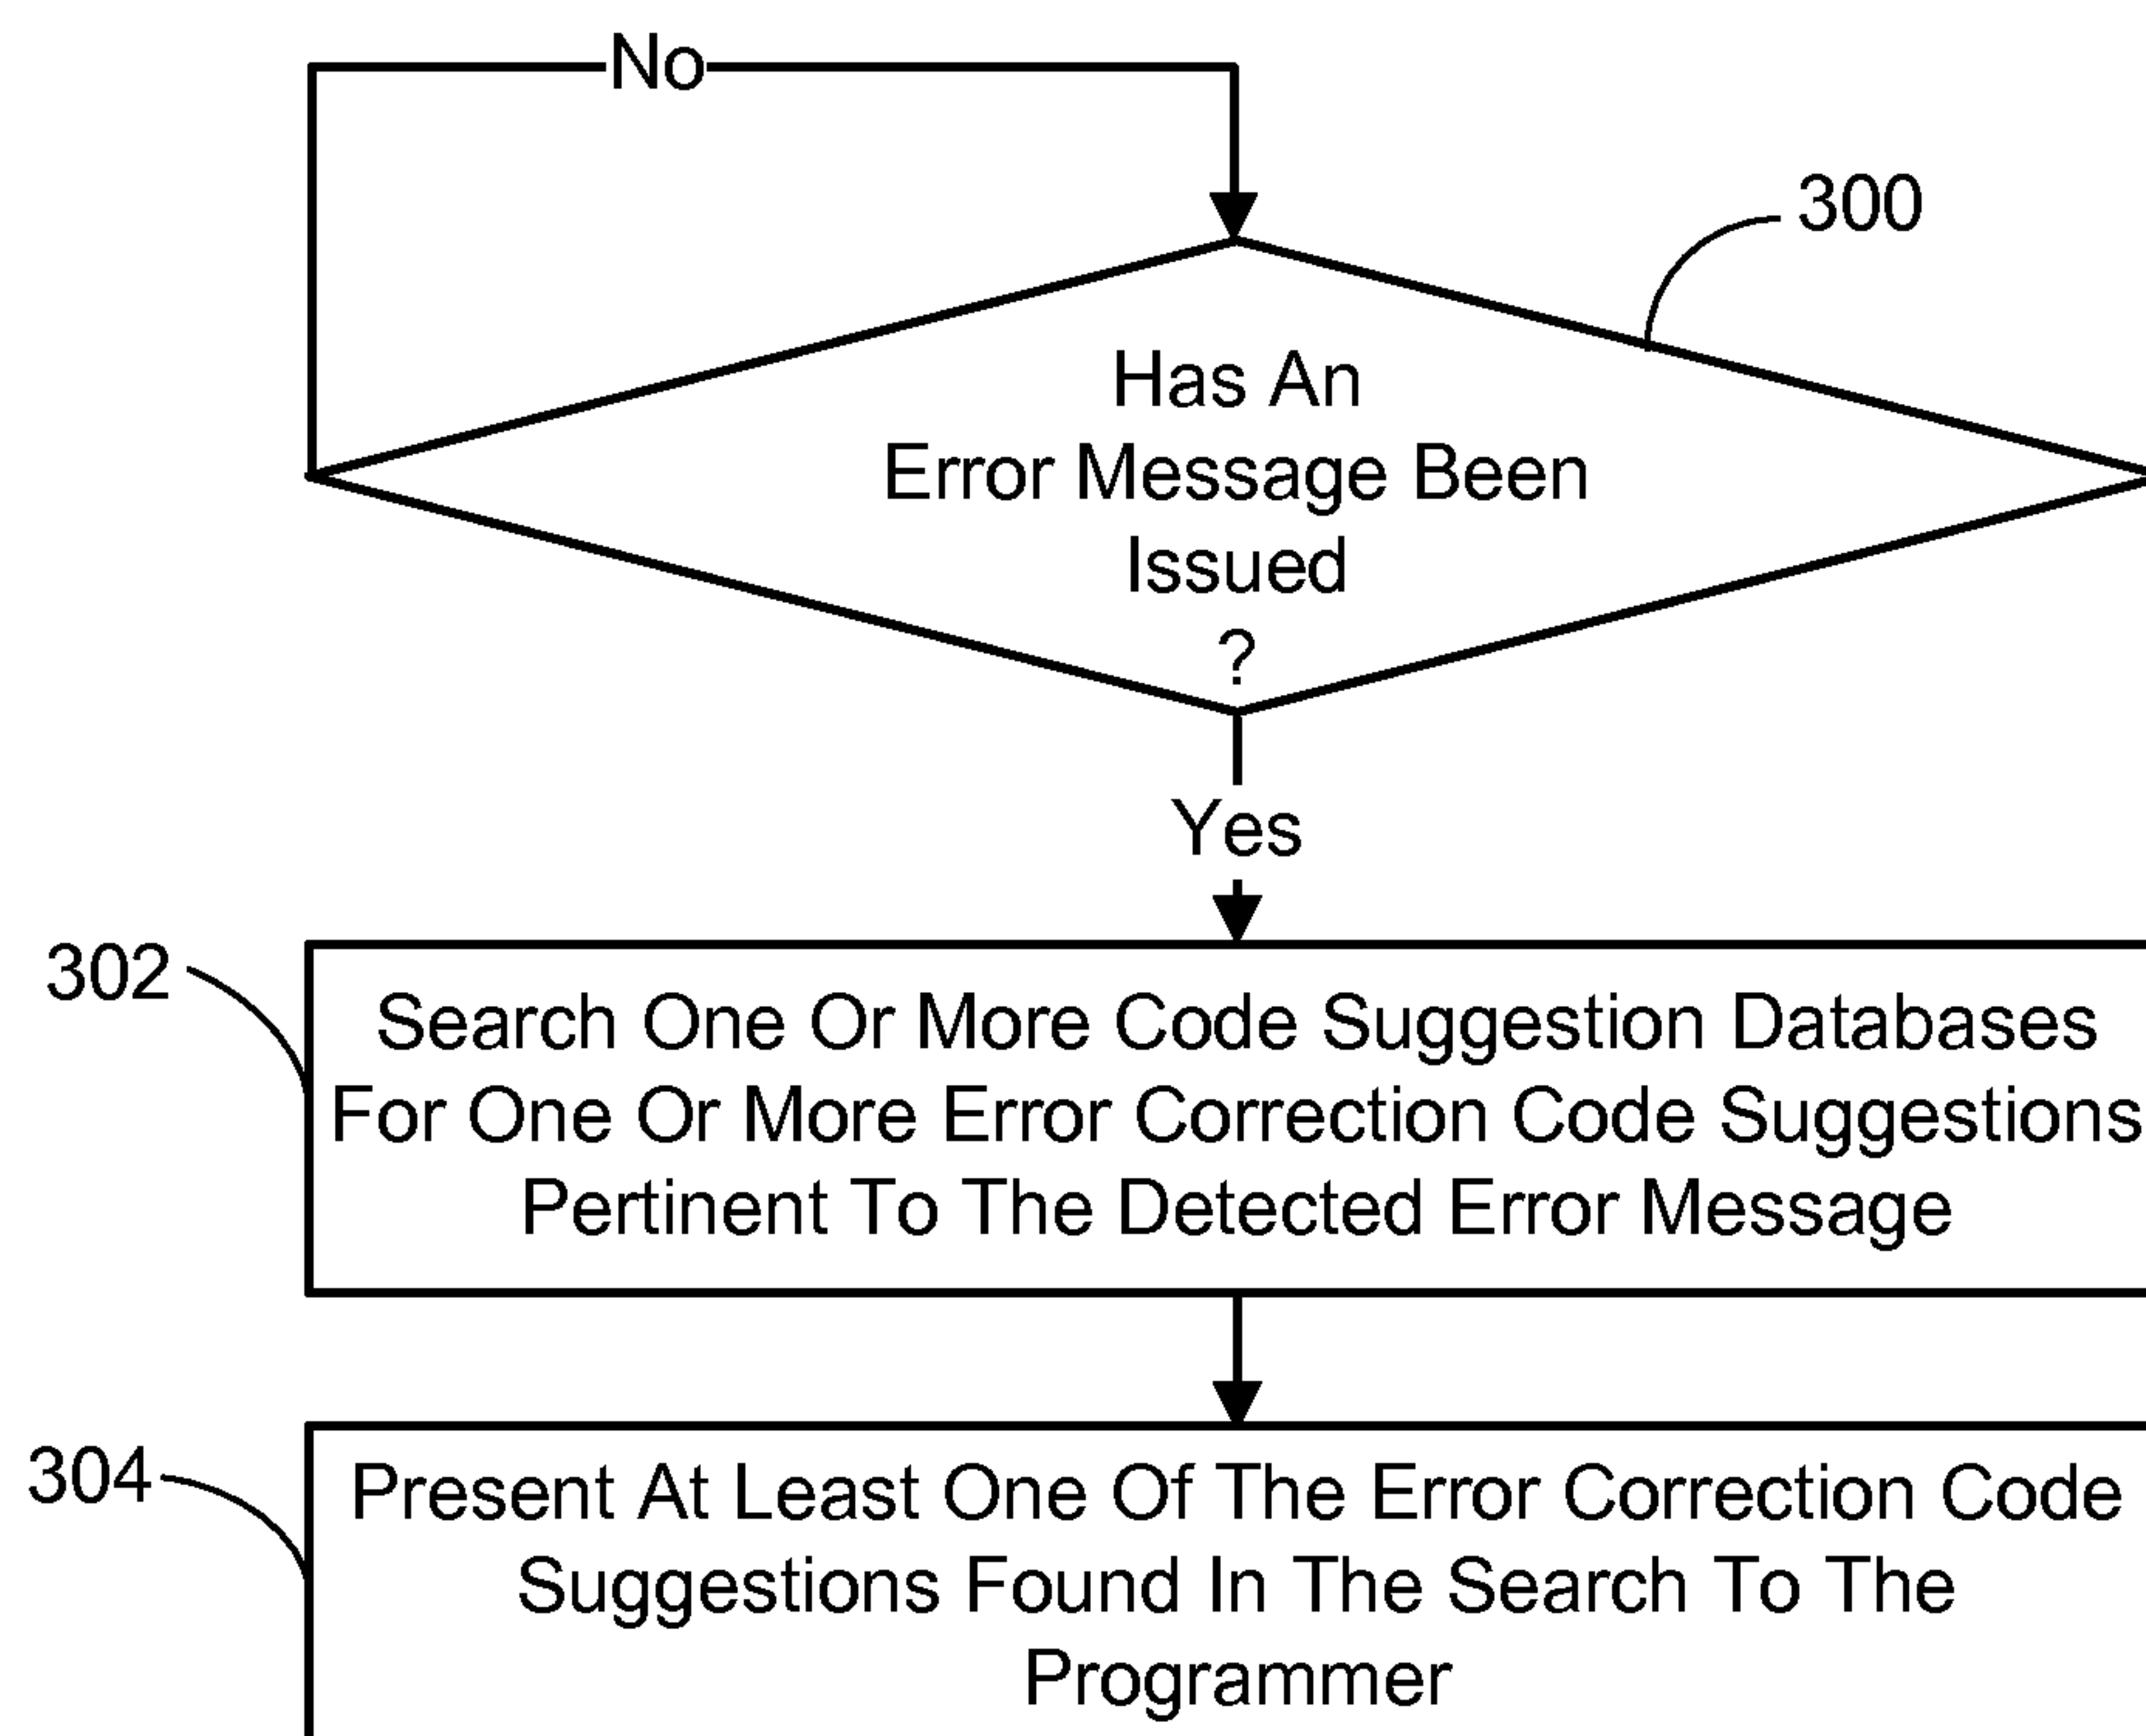 No
300
Has An
Error Message Been
Issued
?
Yes
302
Search One Or More Code Suggestion Databases
For One Or More Error Correction Code Suggestions
Pertinent To The Detected Error Message
304
Present At Least One Of The Error Correction Code
Suggestions Found In The Search To The
Programmer